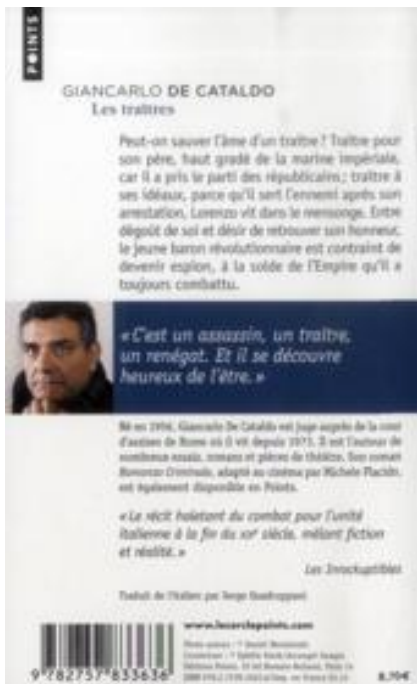 POINTS
GIANCARLO DE CATALDO
Les traîtres
Peut-on sauver l'âme d'un traître ? Traître pour
son père, haut gradé de la marine impériale,
car il a pris le parti des républicains ; traître à
ses idéaux, parce qu'il sert l'ennemi après son
arrestation, Lorenzo vit dans le mensonge. Entre
dégoût de soi et désir de retrouver son honneur,
le jeune baron révolutionnaire est contraint de
devenir espion, à la solde de l'Empire qu'il a
toujours combattu.
« C'est un assassin, un traître,
un renégat. Et il se découvre
heureux de l'être. »
Né en 1956, Giancarlo De Cataldo est juge auprès de la cour
d'assises de Rome où il vit depuis 1973. Il est l'auteur de
nombreux essais, romans et pièces de théâtre. Son roman
Romanzo Criminale, adapté au cinéma par Michele Placido,
est également disponible en Points.
« Le récit haletant du combat pour l'unité
italienne à la fin du XIXe siècle, mêlant fiction
et réalité. »
Les Inrockuptibles
Traduit de l'italien par Serge Quadruppani
www.lecerclepoints.com
9 782757 833636
8,70€